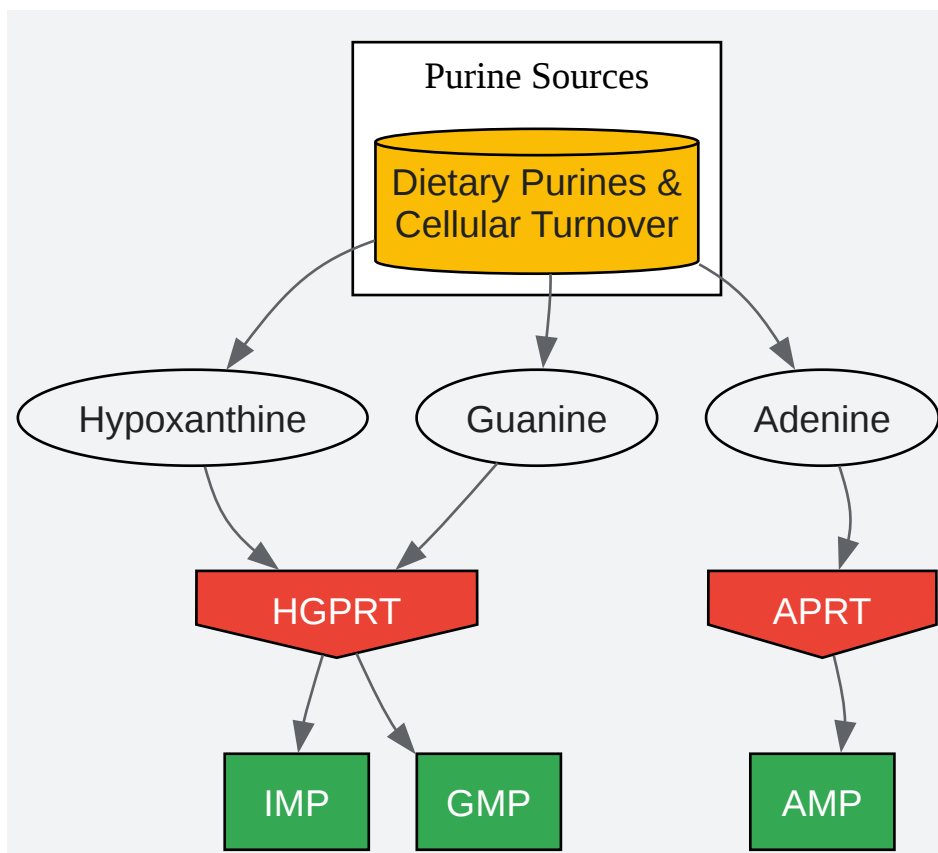 Purine Sources
Dietary Purines &
Cellular Turnover
Hypoxanthine
Guanine
Adenine
HGPRT
APRT
IMP
GMP
AMP